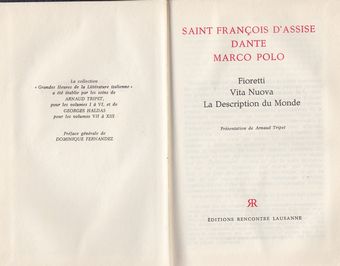 La collection
« Grandes Heures de la Littérature italienne »
a été établie par les soins de
ARNAUD TRIPET,
pour les volumes I à VI, et de
GEORGES HALDAS
pour les volumes VII à XIII
Préface générale de
DOMINIQUE FERNANDEZ
SAINT FRANÇOIS D'ASSISE
DANTE
MARCO POLO
Fioretti
Vita Nuova
La Description du Monde
Présentation de Arnaud Tripet
RR
ÉDITIONS RENCONTRE LAUSANNE